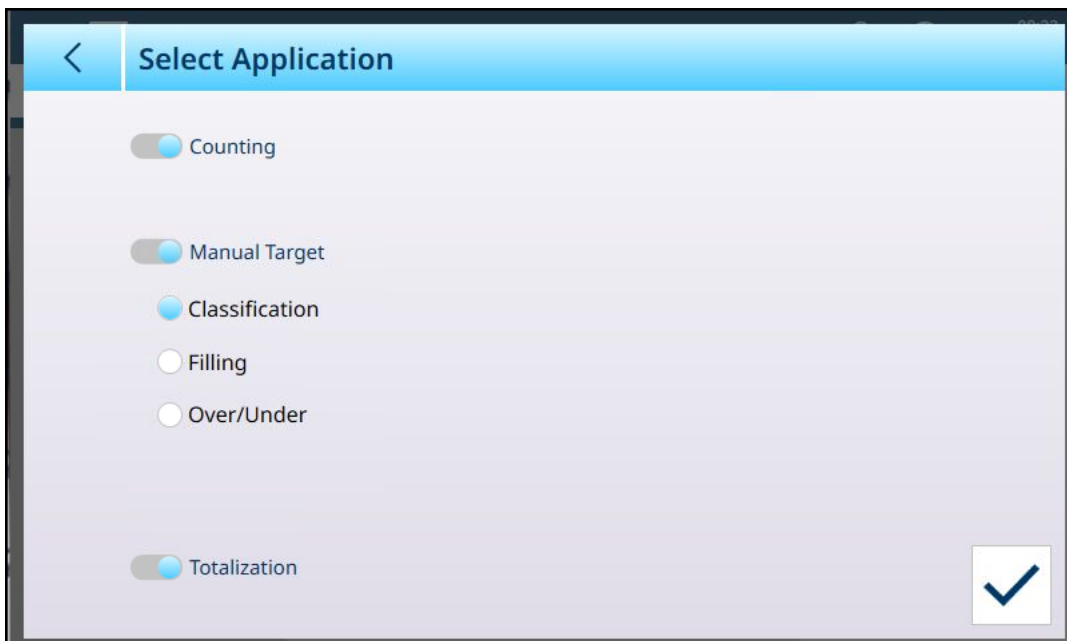 Select Application
Counting
Manual Target
Classification
Filling
Over/Under
Totalization